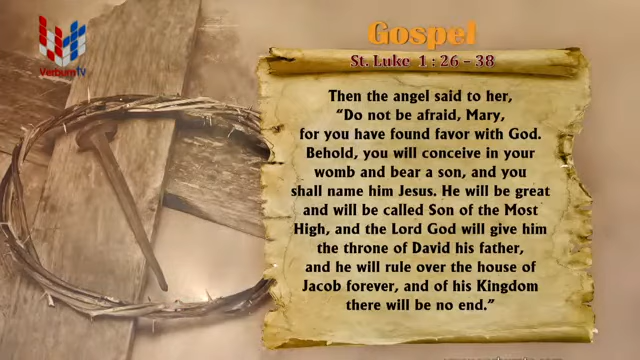 VerbumTV
Gospel
St. Luke 1 : 26 - 38
Then the angel said to her,
“Do not be afraid, Mary,
for you have found favor with God.
Behold, you will conceive in your
womb and bear a son, and you
shall name him Jesus. He will be great
and will be called Son of the Most
High, and the Lord God will give him
the throne of David his father,
and he will rule over the house of
Jacob forever, and of his Kingdom
there will be no end.”